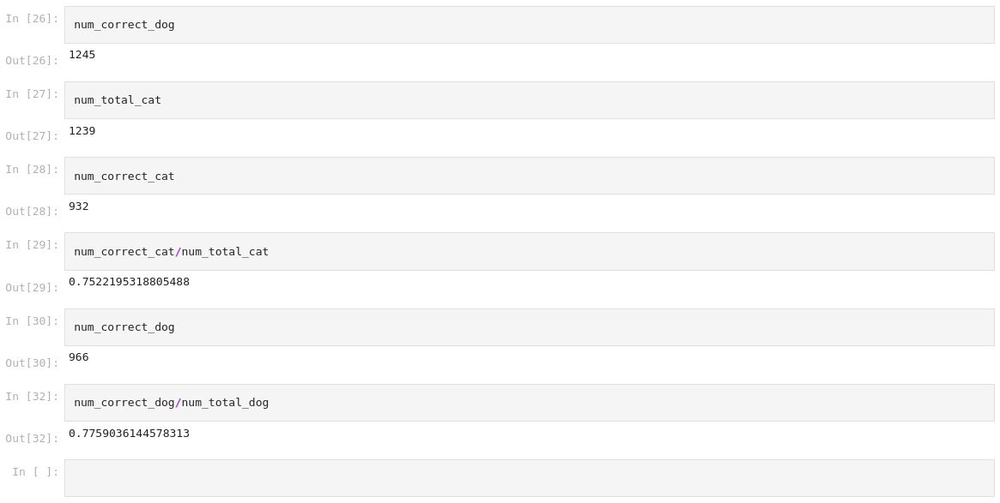 In [26]:
num_correct_dog
Out[26]:
1245
In [27]:
num_total_cat
Out[27]:
1239
In [28]:
num_correct_cat
Out[28]:
932
In [29]:
num_correct_cat/num_total_cat
Out[29]:
0.7522195318805488
In [30]:
num_correct_dog
Out[30]:
966
In [32]:
num_correct_dog/num_total_dog
Out[32]:
0.7759036144578313
In [ ]: